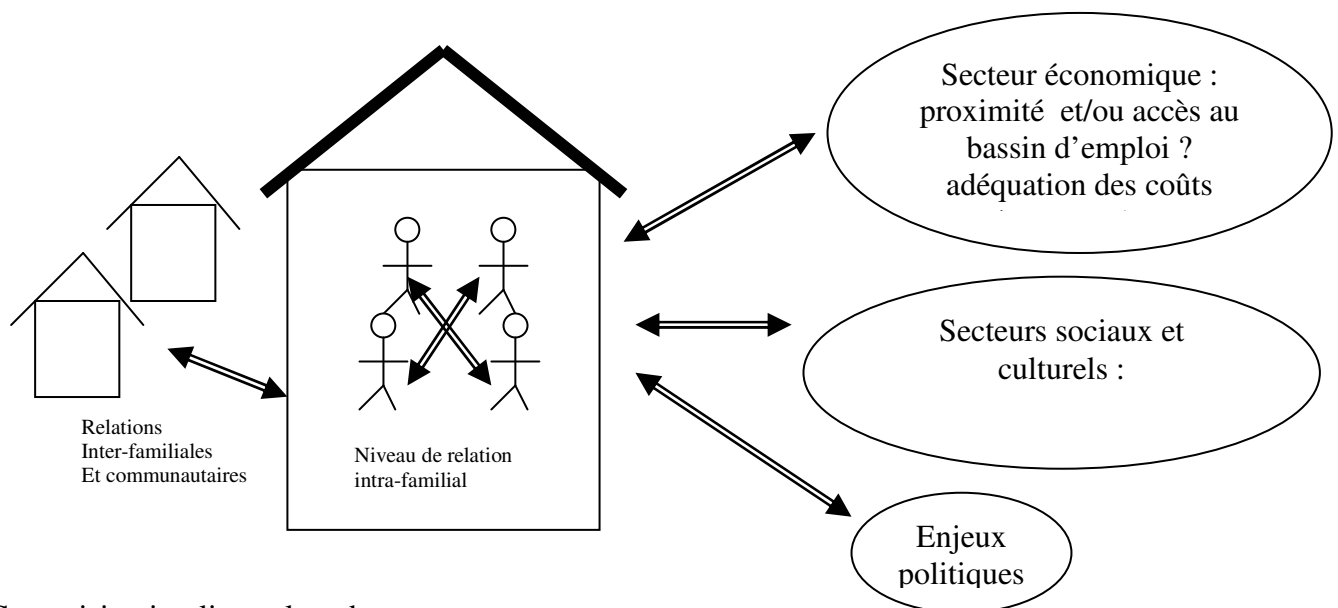 Secteur économique :
proximité et/ou accès au
bassin d’emploi ?
adéquation des coûts
Secteurs sociaux et
culturels :
Relations
Inter-familiales
Et communautaires
Niveau de relation
intra-familial
Enjeux
politiques